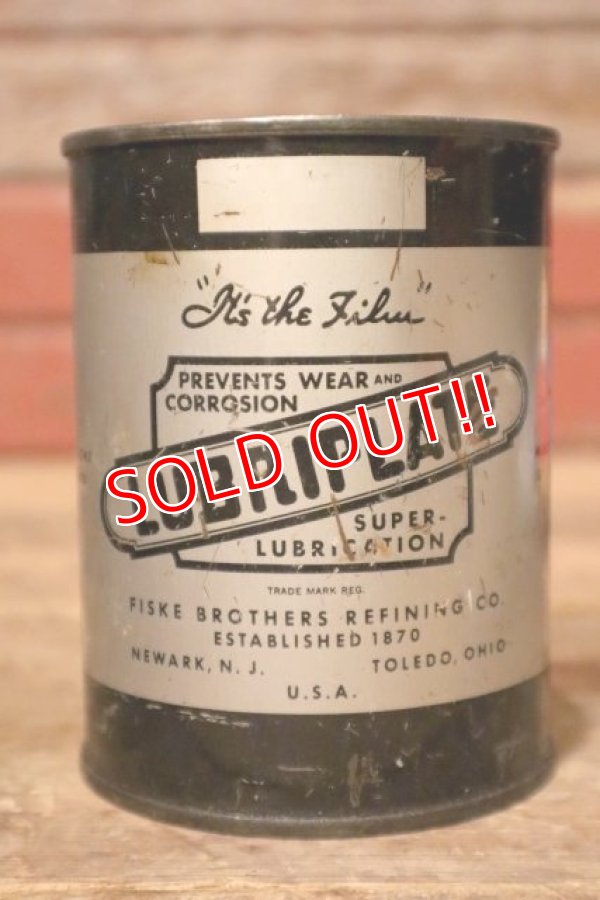 "It's the Film"
PREVENTS WEAR AND
CORROSION
LUBRIPLATE
SOLD OUT!!
SUPER-
LUBRICATION
TRADE MARK REG.
FISKE BROTHERS REFINING CO.
ESTABLISHED 1870
NEWARK, N. J. TOLEDO, OHIO
U.S.A.